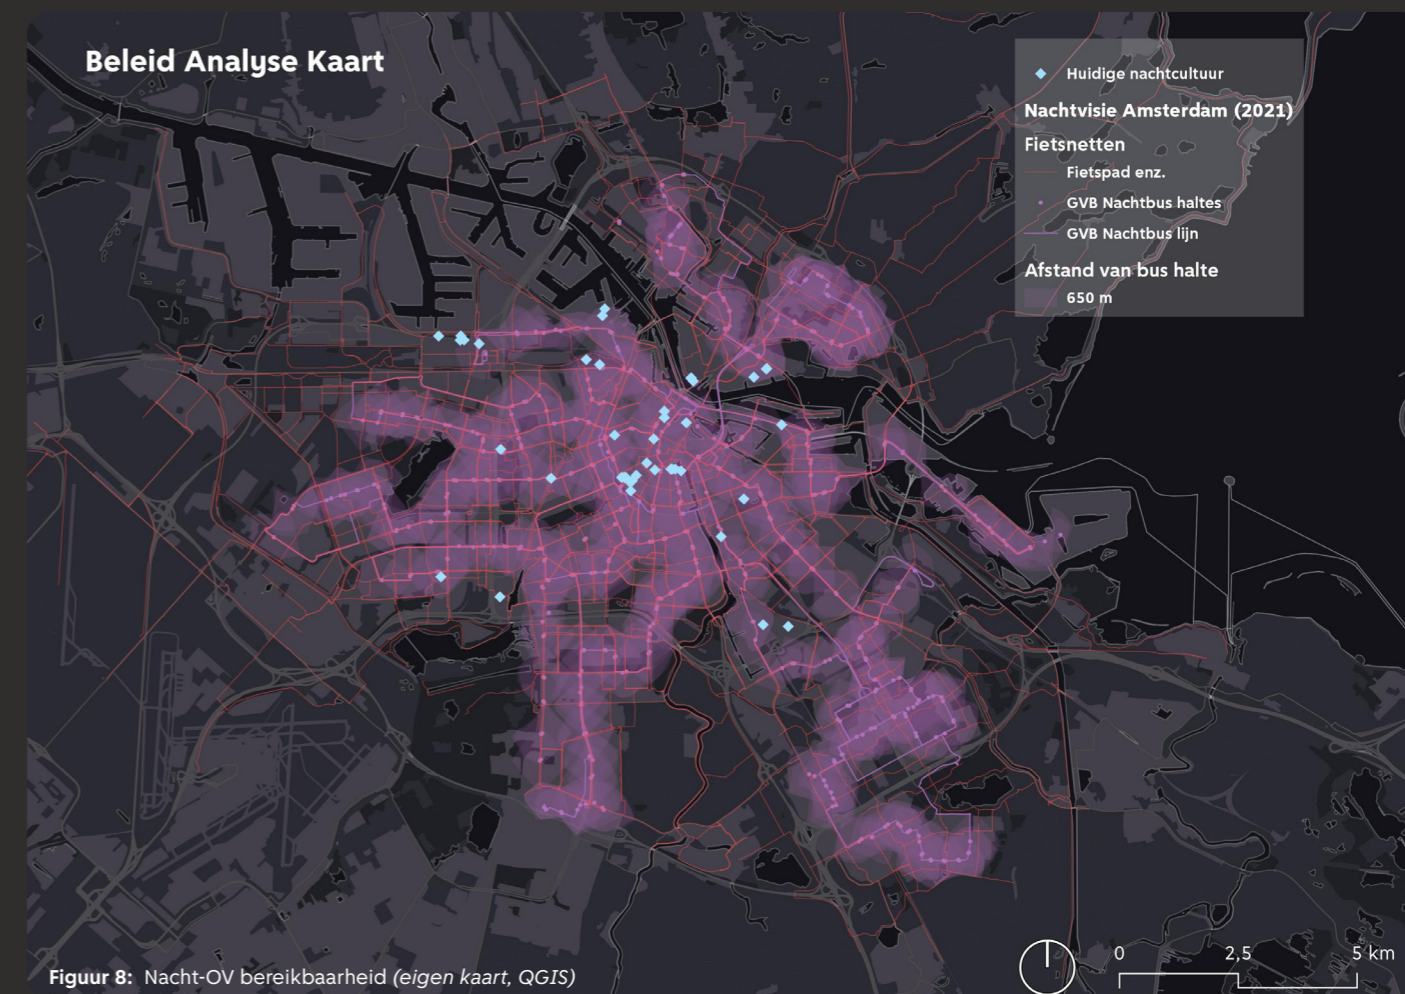 Beleid Analyse Kaart
Huidige nachtcultuur
Nachtvisie Amsterdam (2021)
Fietsnetten
Fietspad enz.
GVB Nachtbus haltes
GVB Nachtbus lijn
Afstand van bus halte
650 m
0 2,5 5 km
Figuur 8: Nacht-OV bereikbaarheid (eigen kaart, QGIS)